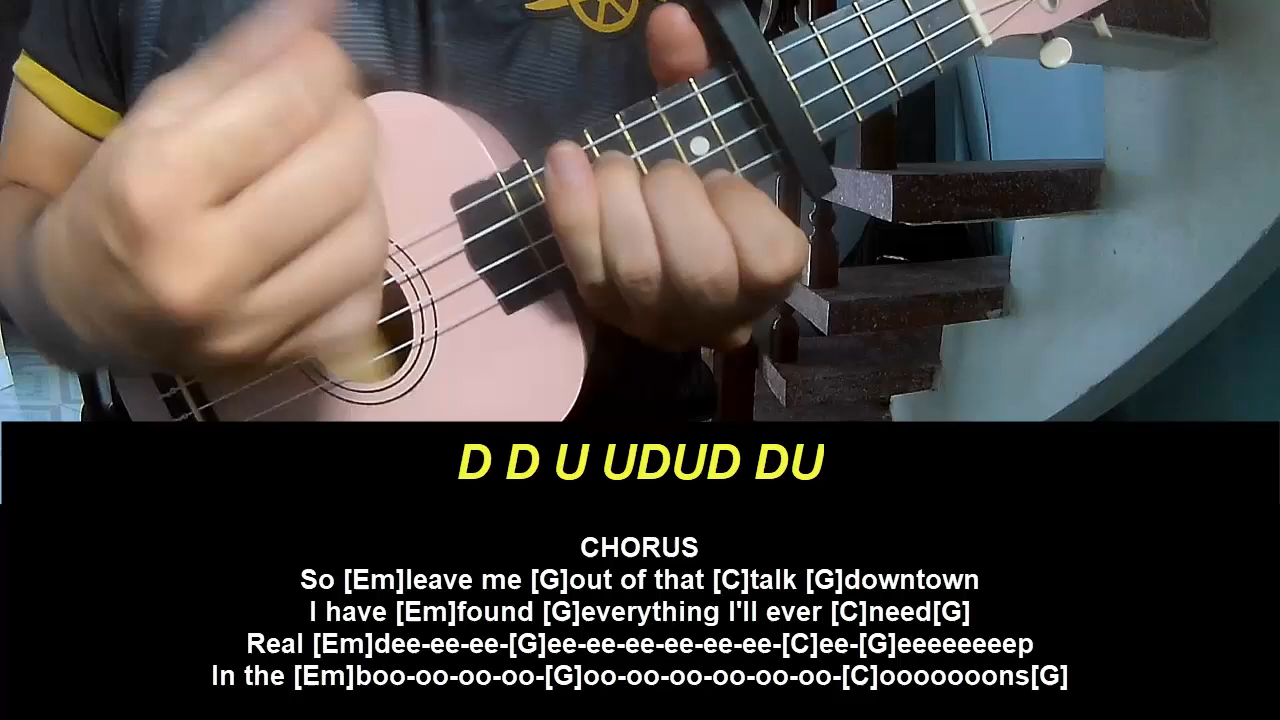 D D U UDUD DU
CHORUS
So [Em]leave me [G]out of that [C]talk [G]downtown
I have [Em]found [G]everything I'll ever [C]need[G]
Real [Em]dee-ee-ee-[G]ee-ee-ee-ee-ee-ee-[C]ee-[G]eeeeeeeep
In the [Em]boo-oo-oo-oo-[G]oo-oo-oo-oo-oo-oo-[C]ooooooons[G]